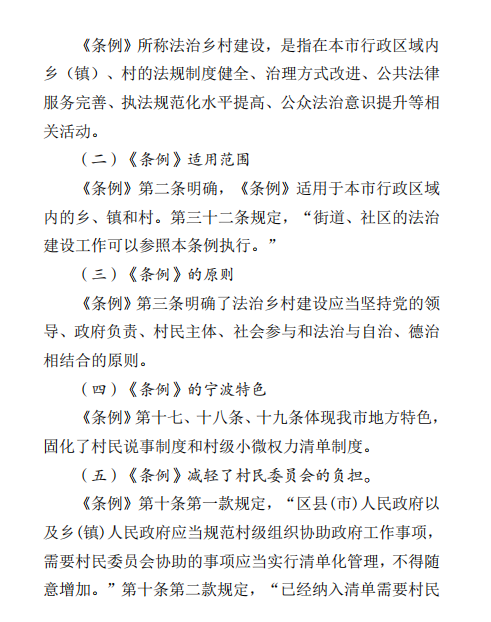 《条例》所称法治乡村建设，是指在本市行政区域内
乡（镇）、村的法规制度健全、治理方式改进、公共法律
服务完善、执法规范化水平提高、公众法治意识提升等相
关活动。
（二）《条例》适用范围
《条例》第二条明确，《条例》适用于本市行政区域
内的乡、镇和村。第三十二条规定，“街道、社区的法治
建设工作可以参照本条例执行。”
（三）《条例》的原则
《条例》第三条明确了法治乡村建设应当坚持党的领
导、政府负责、村民主体、社会参与和法治与自治、德治
相结合的原则。
（四）《条例》的宁波特色
《条例》第十七、十八条、十九条体现我市地方特色，
固化了村民说事制度和村级小微权力清单制度。
（五）《条例》减轻了村民委员会的负担。
《条例》第十条第一款规定，“区县(市)人民政府以
及乡(镇)人民政府应当规范村级组织协助政府工作事项，
需要村民委员会协助的事项应当实行清单化管理，不得随
意增加。”第十条第二款规定，“已经纳入清单需要村民